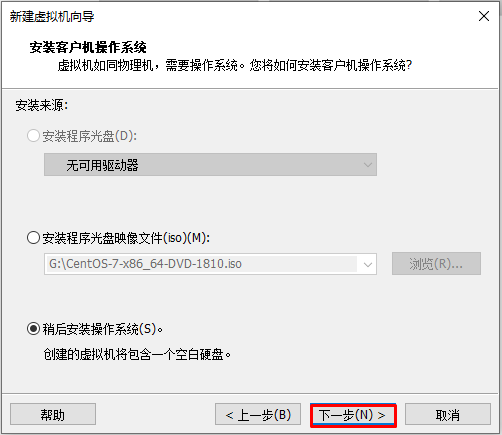 新建虚拟机向导
安装客户机操作系统
虚拟机如同物理机，需要操作系统。您将如何安装客户机操作系统?
安装来源:
安装程序光盘(D):
无可用驱动器
安装程序光盘映像文件(iso)(M):
G:\CentOS-7-x86_64-DVD-1810.iso
浏览(R)...
稍后安装操作系统(S)。
创建的虚拟机将包含一个空白硬盘。
帮助
< 上一步(B)
下一步(N) >
取消